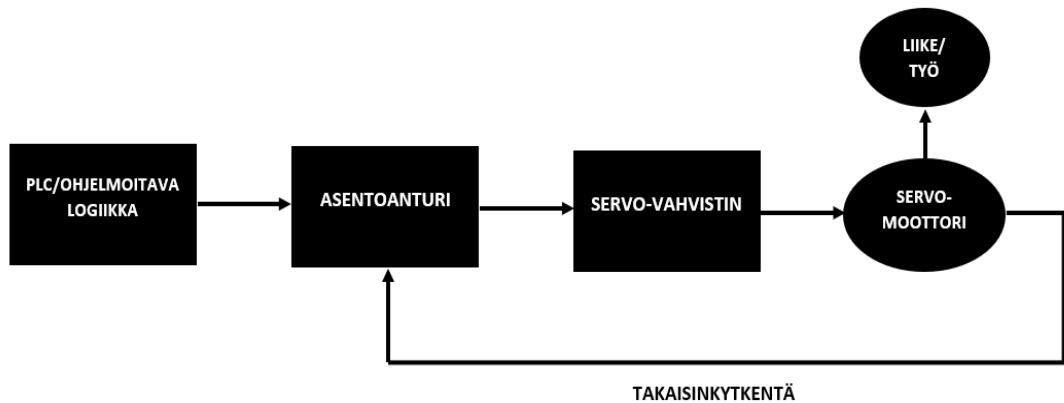 LIIKE/
TYÖ
PLC/OHJELMOITAVA
LOGIIKKA
ASENTOANTURI
SERVO-VAHVISTIN
SERVO-
MOOTTORI
TAKAISINKYTKENTÄ